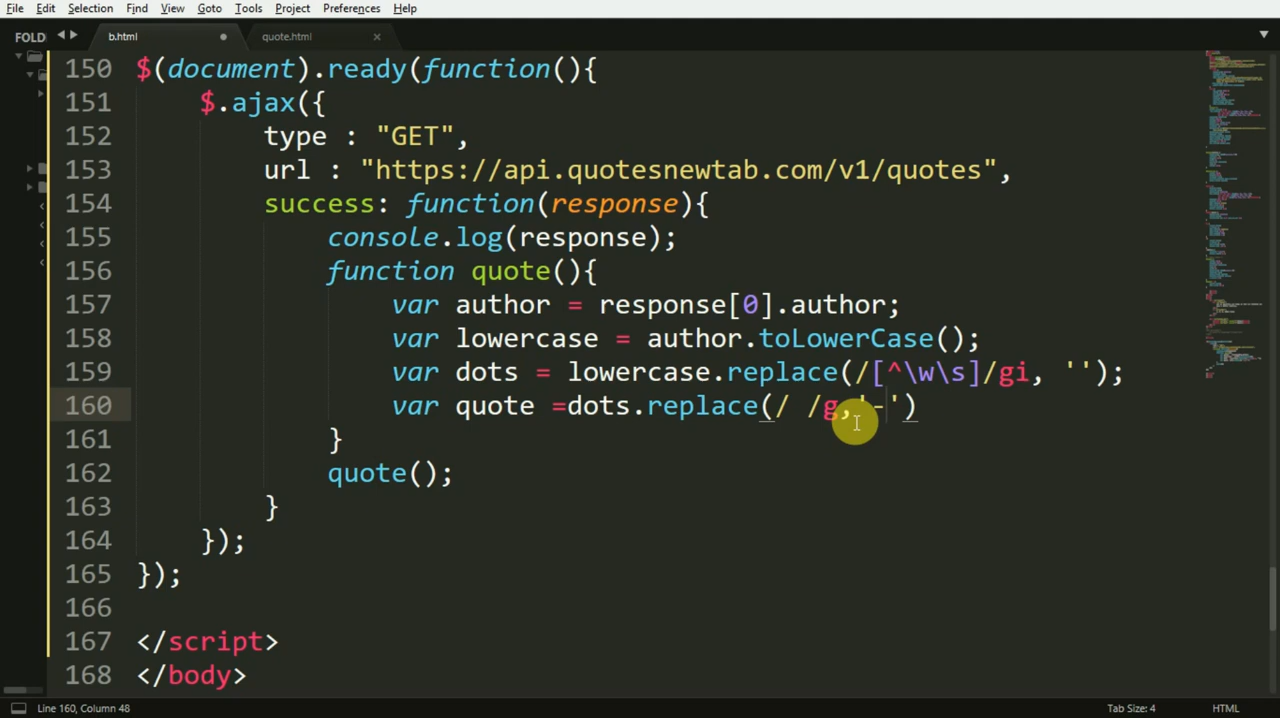 File Edit Selection Find View Goto Tools Project Preferences Help
FOLD b.html quote.html
150 $(document).ready(function(){
151 $.ajax({
152 type : "GET",
153 url : "https://api.quotesnewtab.com/v1/quotes",
154 success: function(response){
155 console.log(response);
156 function quote(){
157 var author = response[0].author;
158 var lowercase = author.toLowerCase();
159 var dots = lowercase.replace(/[^\w\s]/gi, '');
160 var quote =dots.replace(/ /g,'-')
161 }
162 quote();
163 }
164 });
165 });
166
167 </script>
168 </body>
Line 160, Column 48 Tab Size: 4 HTML